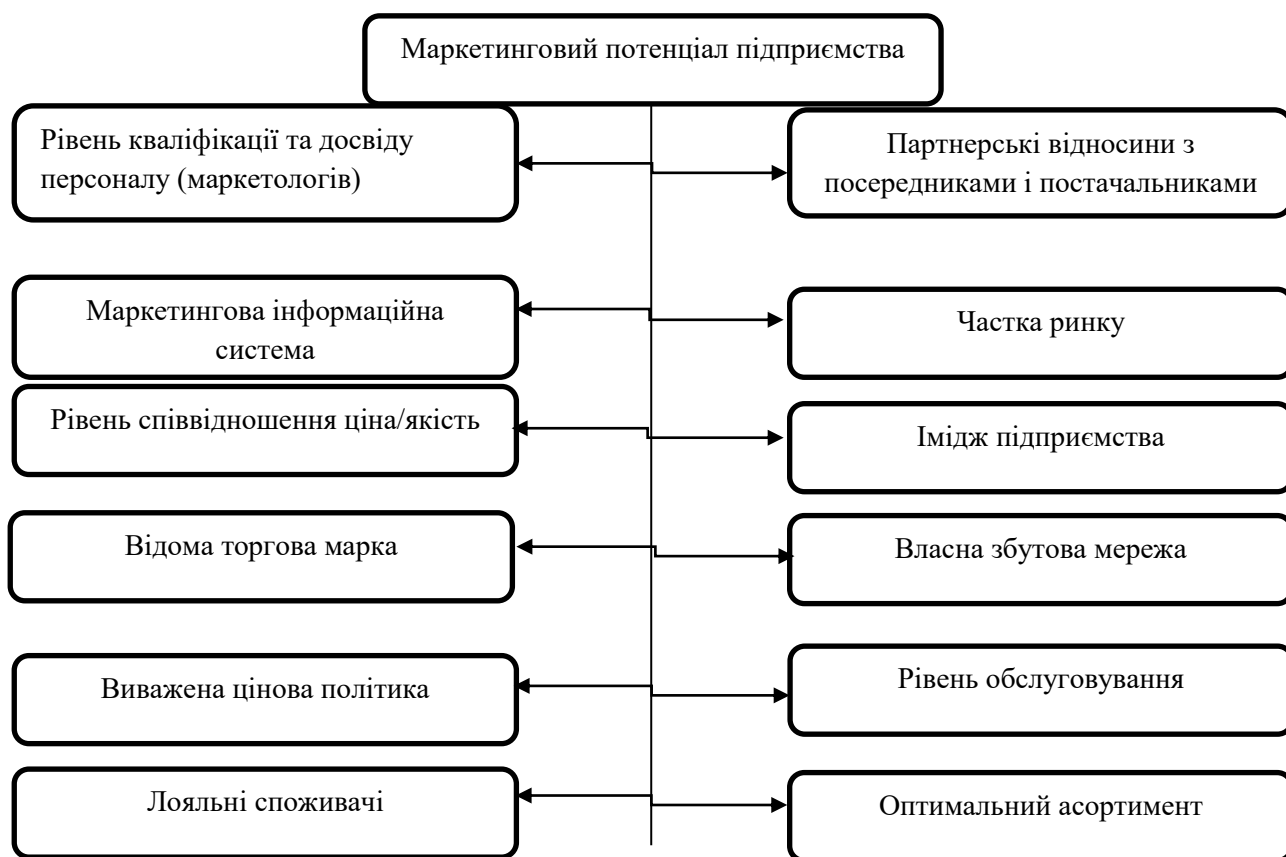 Маркетинговий потенціал підприємства
Рівень кваліфікації та досвіду
персоналу (маркетологів)
Партнерські відносини з
посередниками і постачальниками
Маркетингова інформаційна
система
Частка ринку
Рівень співвідношення ціна/якість
Імідж підприємства
Відома торгова марка
Власна збутова мережа
Виважена цінова політика
Рівень обслуговування
Лояльні споживачі
Оптимальний асортимент